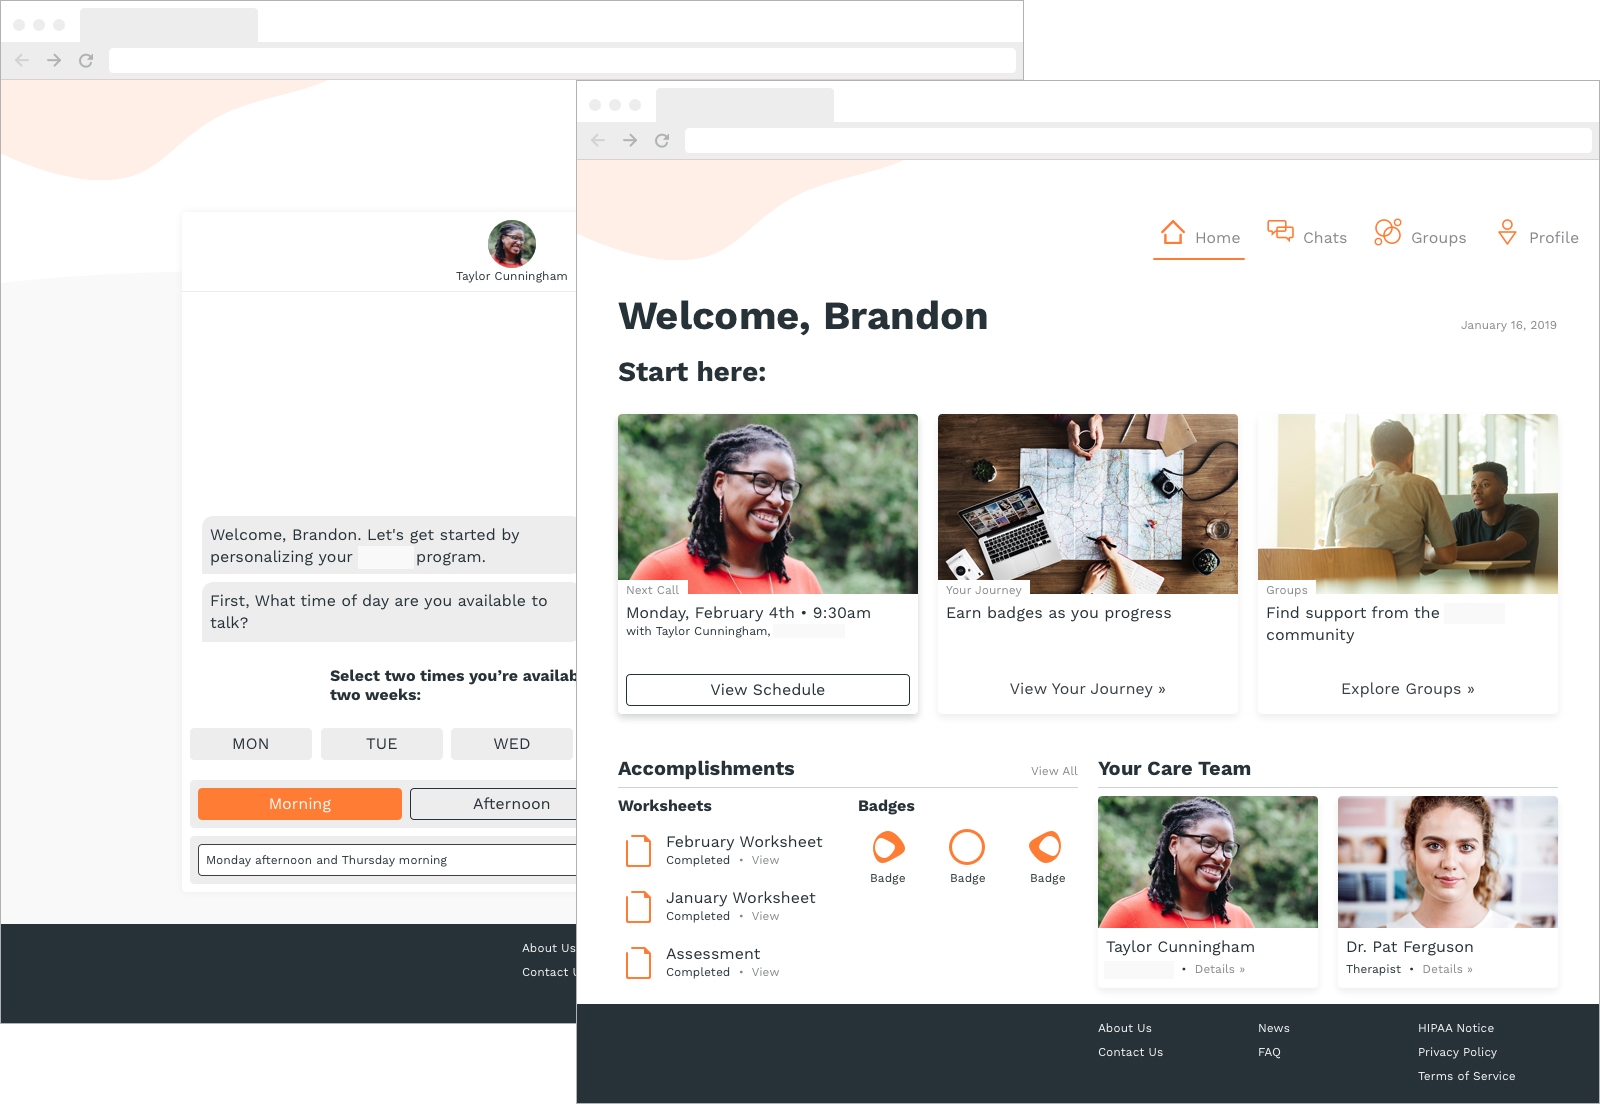 Taylor Cunningham
Welcome, Brandon. Let's get started by
personalizing your program.
First, What time of day are you available to
talk?
Select two times you’re availab
two weeks:
MON TUE WED
Morning Afternoon
Monday afternoon and Thursday morning
About Us
Contact U
Home Chats Groups Profile
Welcome, Brandon
January 16, 2019
Start here:
Next Call
Monday, February 4th • 9:30am
with Taylor Cunningham,
View Schedule
Your Journey
Earn badges as you progress
View Your Journey »
Groups
Find support from the
community
Explore Groups »
Accomplishments
View All
Worksheets
February Worksheet
Completed • View
January Worksheet
Completed • View
Assessment
Completed • View
Badges
Badge Badge Badge
Your Care Team
Taylor Cunningham
• Details »
Dr. Pat Ferguson
Therapist • Details »
About Us
Contact Us
News
FAQ
HIPAA Notice
Privacy Policy
Terms of Service